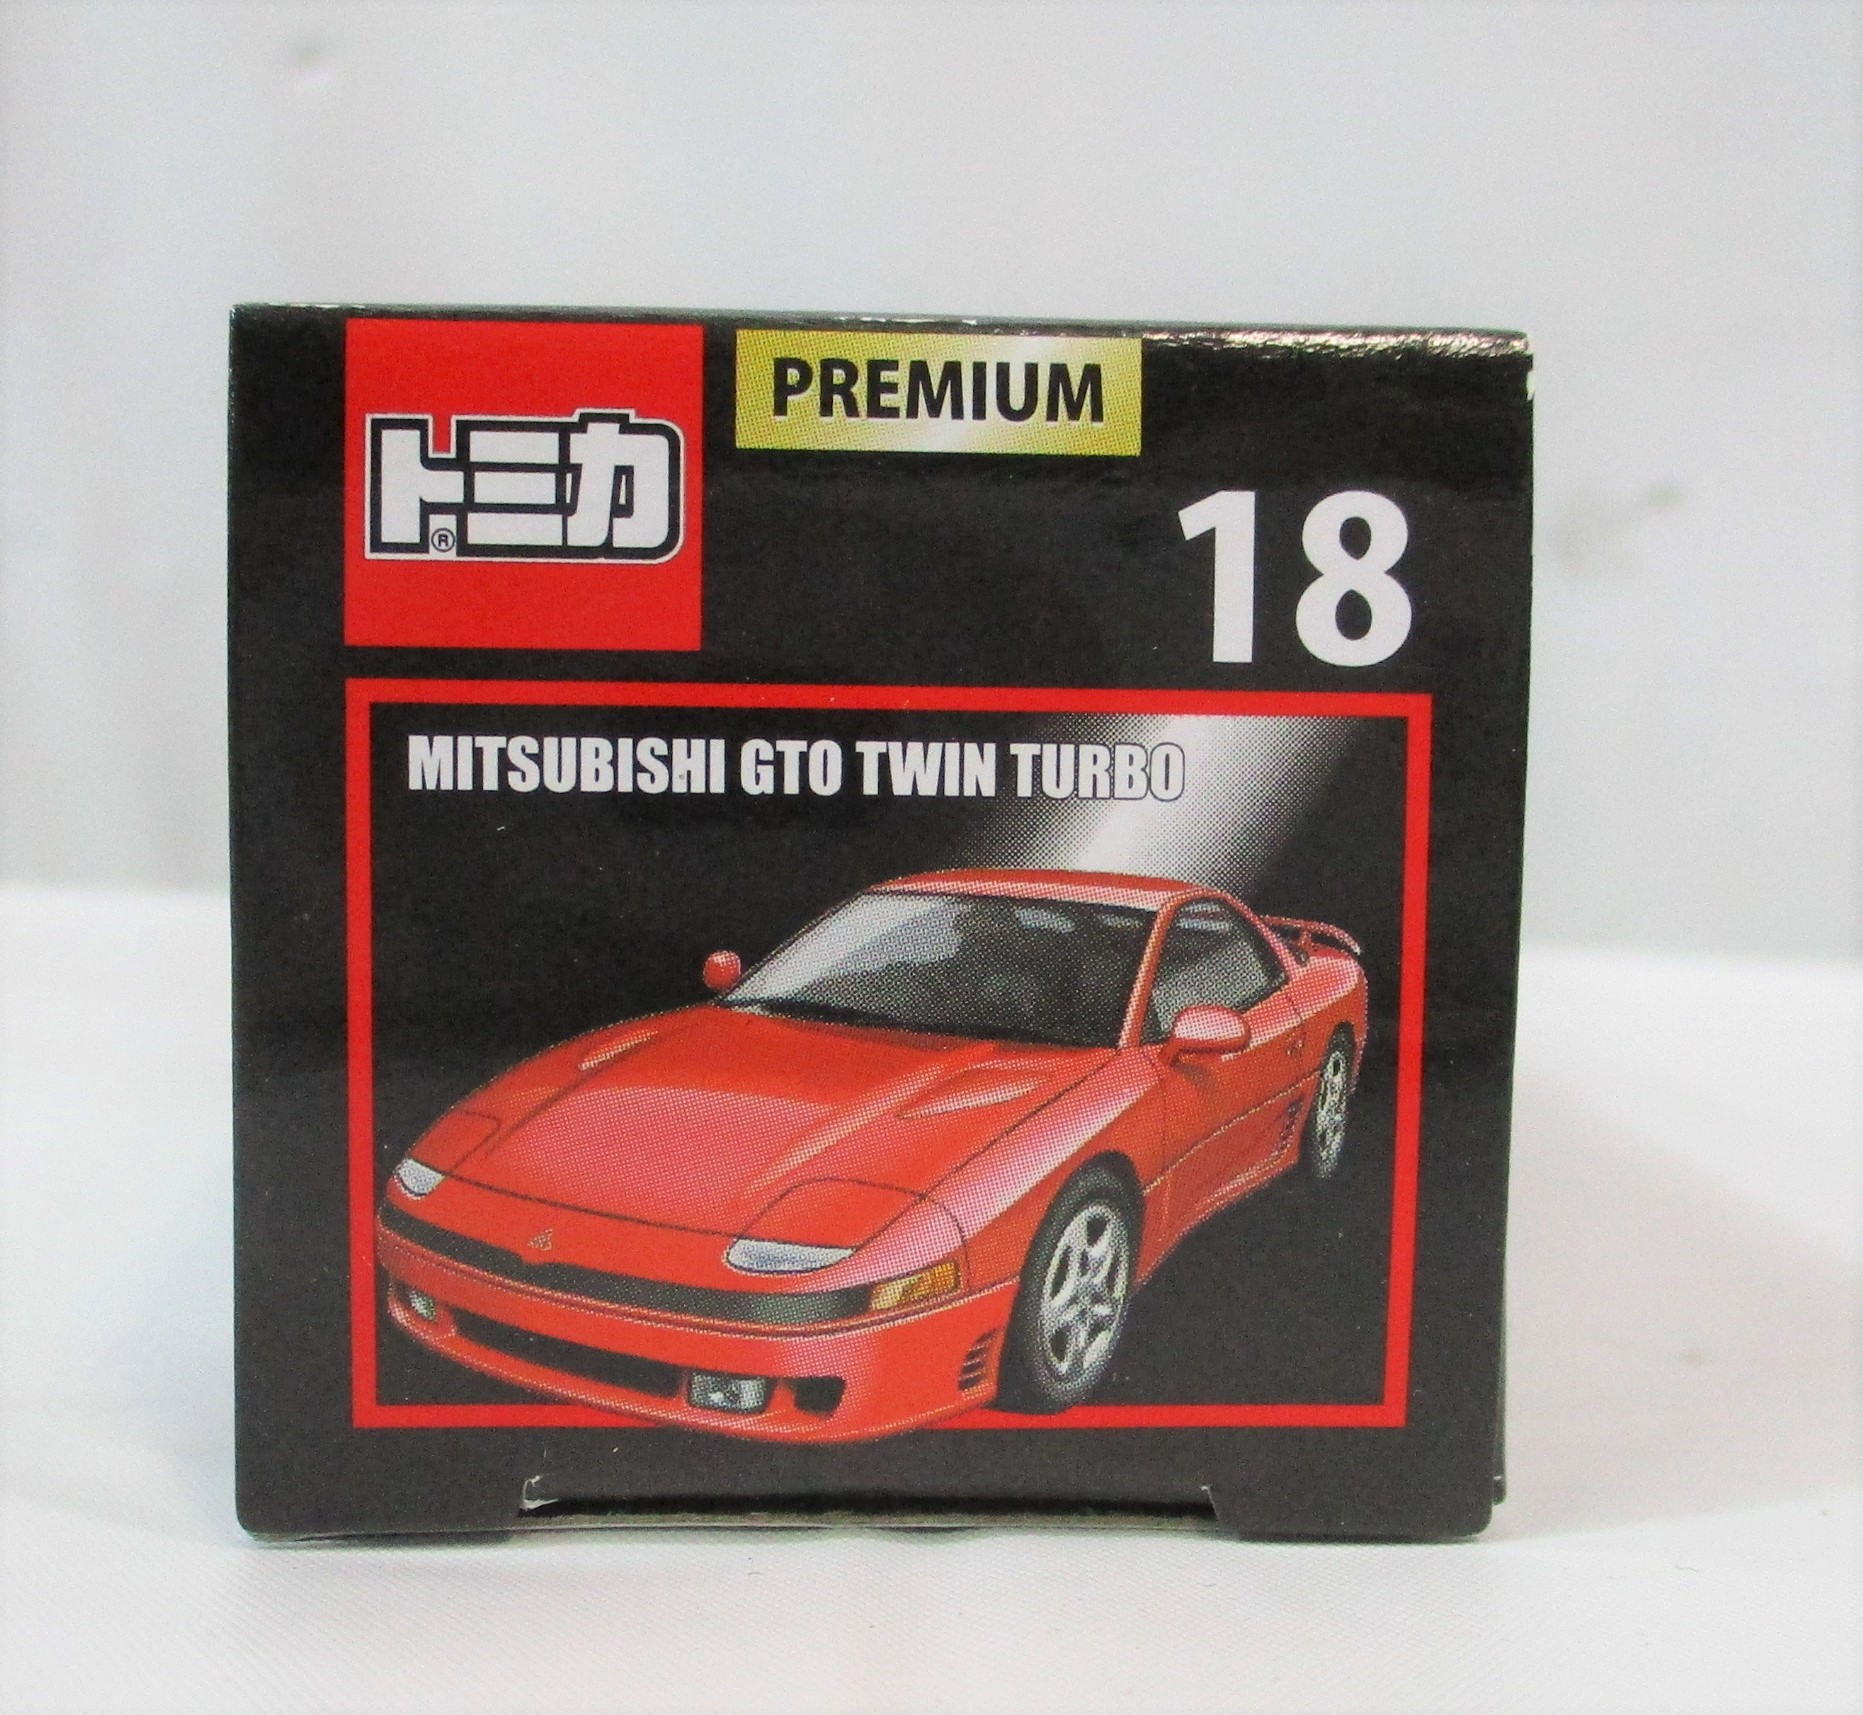 トミカ®
PREMIUM
18
MITSUBISHI GTO TWIN TURBO